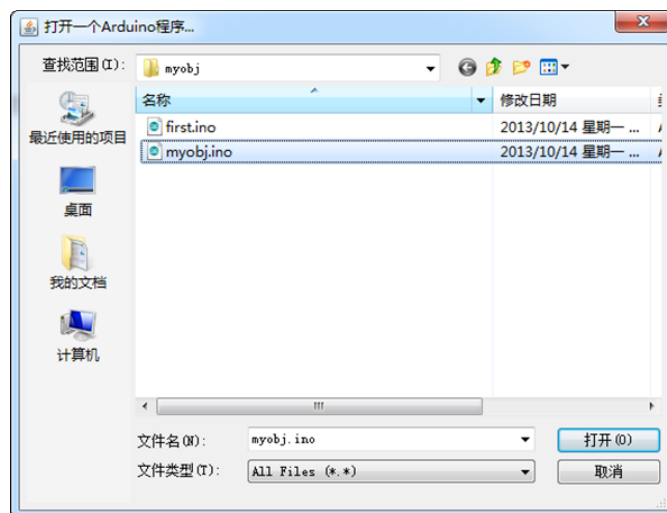 打开一个Arduino程序...
查找范围(I): myobj
名称 修改日期
first.ino 2013/10/14 星期一 ...
myobj.ino 2013/10/14 星期一 ...
最近使用的项目
桌面
我的文档
计算机
文件名(N): myobj.ino 打开(O)
文件类型(T): All Files (*.*) 取消